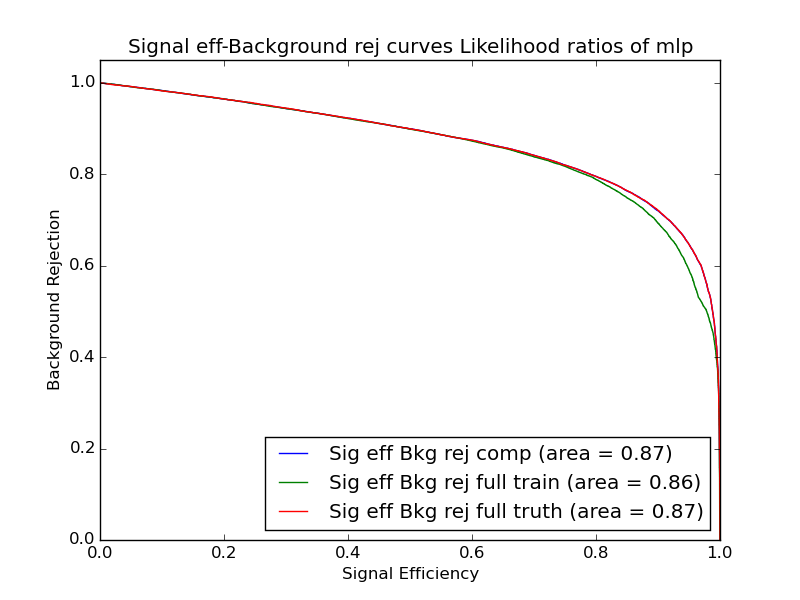 Signal eff-Background rej curves Likelihood ratios of mlp
Background Rejection
1.0
0.8
0.6
0.4
0.2
0.0
Sig eff Bkg rej comp (area = 0.87)
Sig eff Bkg rej full train (area = 0.86)
Sig eff Bkg rej full truth (area = 0.87)
0.0 0.2 0.4 0.6 0.8 1.0
Signal Efficiency